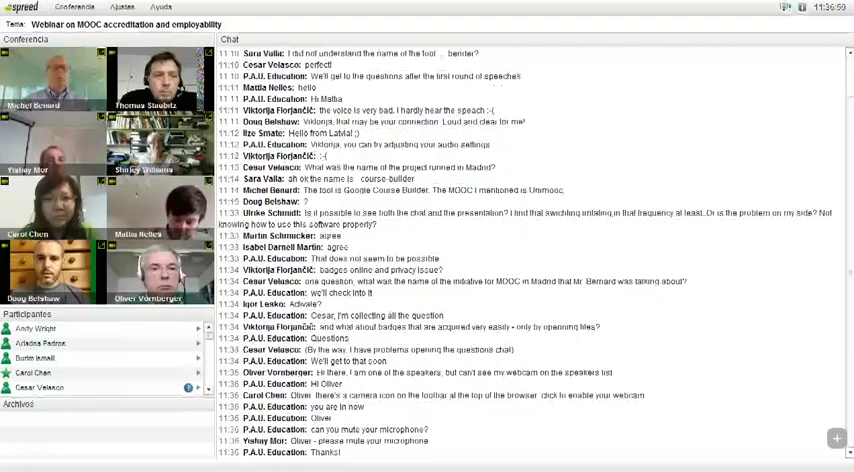 spreed Conferencia Ajustes Ayuda 11:36:59
Tema: Webinar on MOOC accreditation and employability
Conferencia
Michel Benard Thomas Staubitz
Yishay Mor Shirley Williams
Carol Chen Mattia Nelles
Doug Belshaw Oliver Vornberger
Participantes
Andy Wright
Ariadna Padros
Burim Ismaili
Carol Chen
Cesar Velasco
Archivos
Chat
11:10 Sara Valla: I did not understand the name of the tool ... bender?
11:10 Cesar Velasco: perfect!
11:10 P.A.U. Education: We'll get to the questions after the first round of speeches
11:11 Mattia Nelles: hello
11:11 P.A.U. Education: Hi Mattia
11:11 Viktorija Florjančič: the voice is very bad. I hardly hear the speach :-(
11:11 Doug Belshaw: Viktorija, that may be your connection. Loud and clear for me!
11:12 Ilze Smate: Hello from Latvia! ;)
11:12 P.A.U. Education: Viktorija, you can try adjusting your audio settings
11:12 Viktorija Florjančič: :-(
11:13 Cesar Velasco: What was the name of the project runned in Madrid?
11:14 Sara Valla: ah ok the name is course-builder
11:14 Michel Benard: The tool is Google Course Builder. The MOOC I mentioned is Unimooc,
11:15 Doug Belshaw: ?
11:33 Ulrike Schmidt: Is it possible to see both the chat and the presentation? I find that switching irritating,in that frequency at least..Or is the problem on my side? Not
knowing how to use this software properly?
11:33 Martin Schmicker: agree
11:33 Isabel Darnell Martin: agree
11:33 P.A.U. Education: That does not seem to be possible
11:33 Viktorija Florjančič: badges online and privacy issue?
11:34 Cesar Velasco: one question, what was the name of the initiative for MOOC in Madrid that Mr. Bernard was talking about?
11:34 P.A.U. Education: we'll check into it
11:34 Igor Lesko: Activate?
11:34 P.A.U. Education: Cesar, I'm collecting all the question
11:34 Viktorija Florjančič: and what about badges that are acquired very easily - only by openning files?
11:34 P.A.U. Education: Questions
11:34 Cesar Velasco: (By the way, I have problems opening the questions chat)
11:34 P.A.U. Education: We'll get to that soon
11:35 Oliver Vornberger: Hi there, I am one of the speakers, but can't see my webcam on the speakers list
11:36 P.A.U. Education: Hi Oliver
11:36 Carol Chen: Oliver, there's a camera icon on the toolbar at the top of the browser, click to enable your webcam
11:36 P.A.U. Education: you are in now
11:36 P.A.U. Education: Oliver
11:36 P.A.U. Education: can you mute your microphone?
11:36 Yishay Mor: Oliver - please mute your microphone
11:36 P.A.U. Education: Thanks!